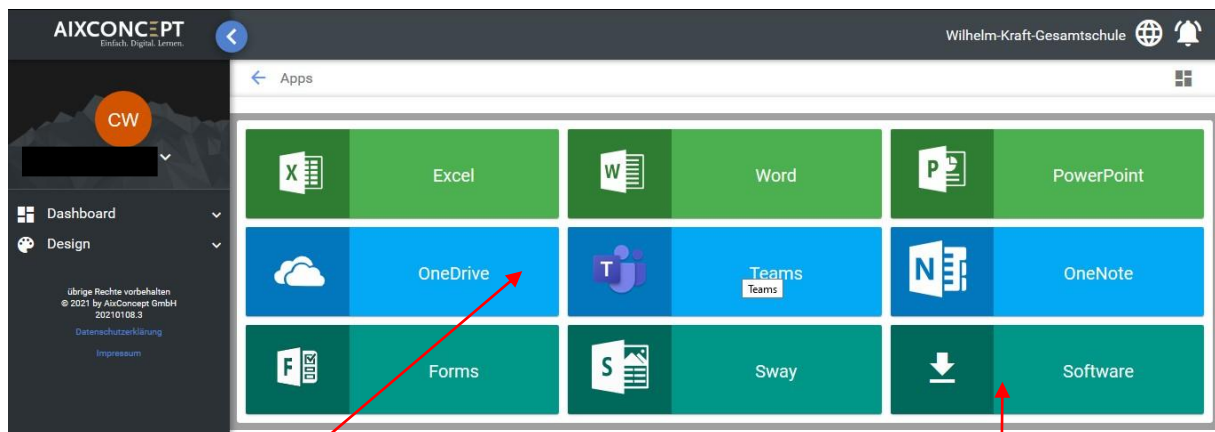 AIXCONCEPT
Einfach. Digital. Lernen.
Wilhelm-Kraft-Gesamtschule
Apps
CW
Dashboard
Design
übrige Rechte vorbehalten
© 2021 by AixConcept GmbH
20210108.3
Datenschutzerklärung
Impressum
X Excel
W Word
P PowerPoint
OneDrive
T Teams
Teams
N OneNote
F Forms
S Sway
Software